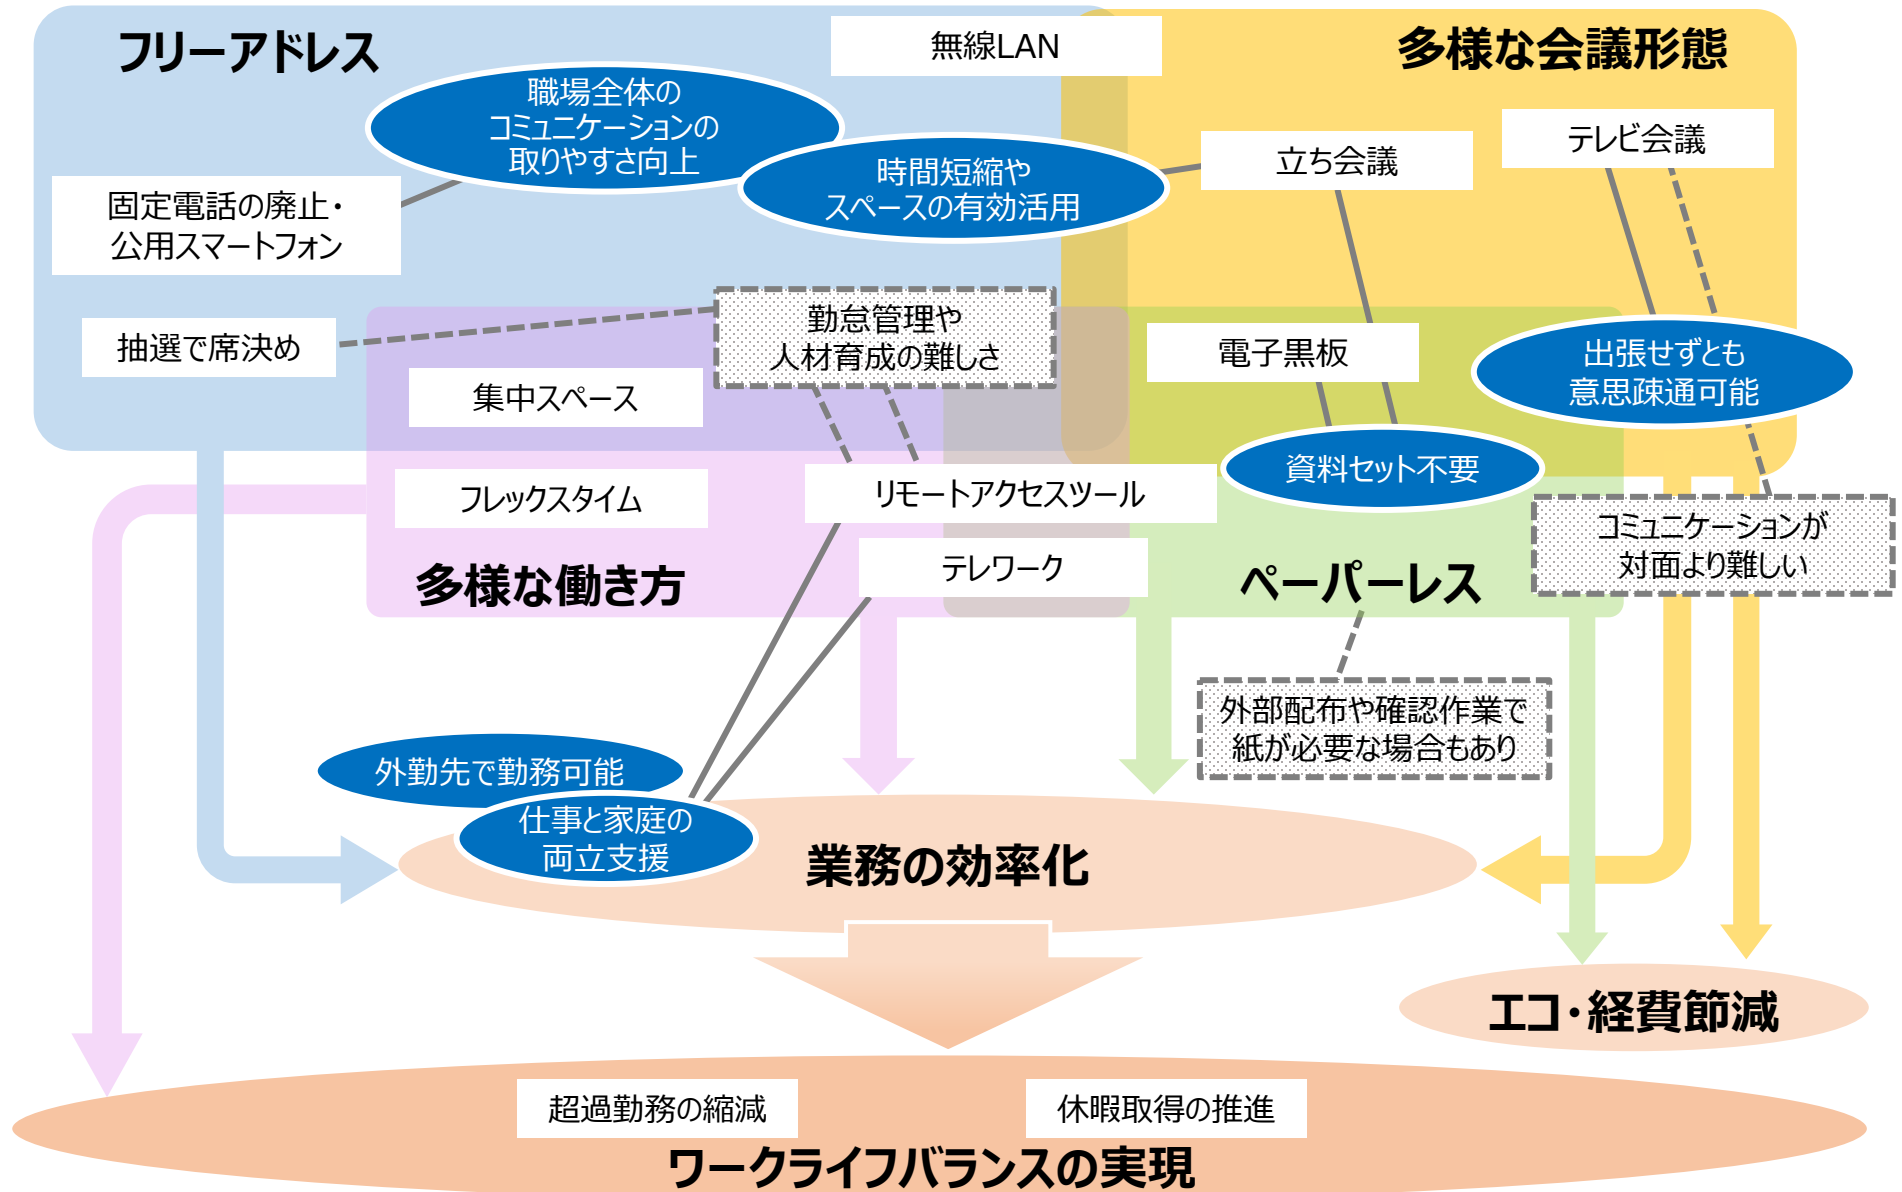 フリーアドレス
無線LAN
多様な会議形態
職場全体の
コミュニケーションの
取りやすさ向上
時間短縮や
スペースの有効活用
立ち会議
テレビ会議
固定電話の廃止・
公用スマートフォン
抽選で席決め
勤怠管理や
人材育成の難しさ
電子黒板
出張せずとも
意思疎通可能
集中スペース
資料セット不要
フレックスタイム
リモートアクセスツール
コミュニケーションが
対面より難しい
テレワーク
多様な働き方
ペーパーレス
外部配布や確認作業で
紙が必要な場合もあり
外勤先で勤務可能
仕事と家庭の
両立支援
業務の効率化
エコ・経費節減
超過勤務の縮減
休暇取得の推進
ワークライフバランスの実現